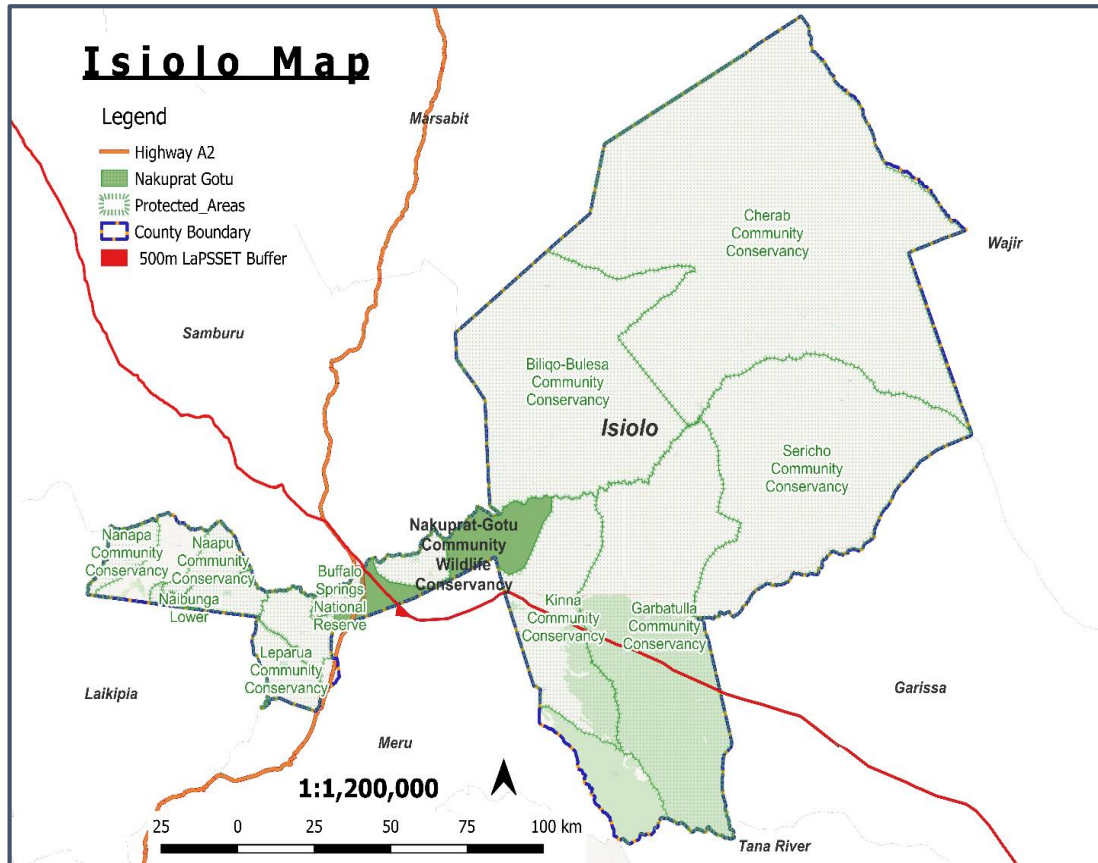 Isiolo Map
Legend
Highway A2
Nakuprat Gotu
Protected_Areas
County Boundary
500m LaPSSET Buffer
Marsabit
Wajir
Samburu
Cherab
Community
Conservancy
Biliqo-Bulesa
Community
Conservancy
Isiolo
Sericho
Community
Conservancy
Nanapa
Community
Conservancy
Naapu
Community
Conservancy
Naibunga
Lower
Buffalo
Springs
National
Reserve
Nakuprat-Gotu
Community
Wildlife
Conservancy
Leparua
Community
Conservancy
Kinna
Community
Conservancy
Garbatulla
Community
Conservancy
Laikipia
Meru
Garissa
Tana River
1:1,200,000
25 0 25 50 75 100 km